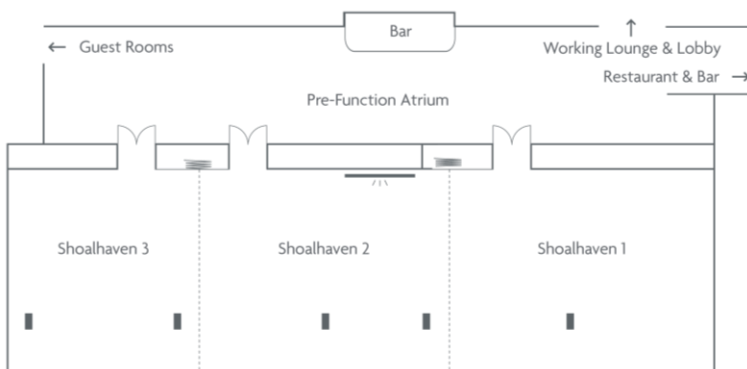 Bar
← Guest Rooms
↑
Working Lounge & Lobby
Restaurant & Bar →
Pre-Function Atrium
Shoalhaven 3
Shoalhaven 2
Shoalhaven 1